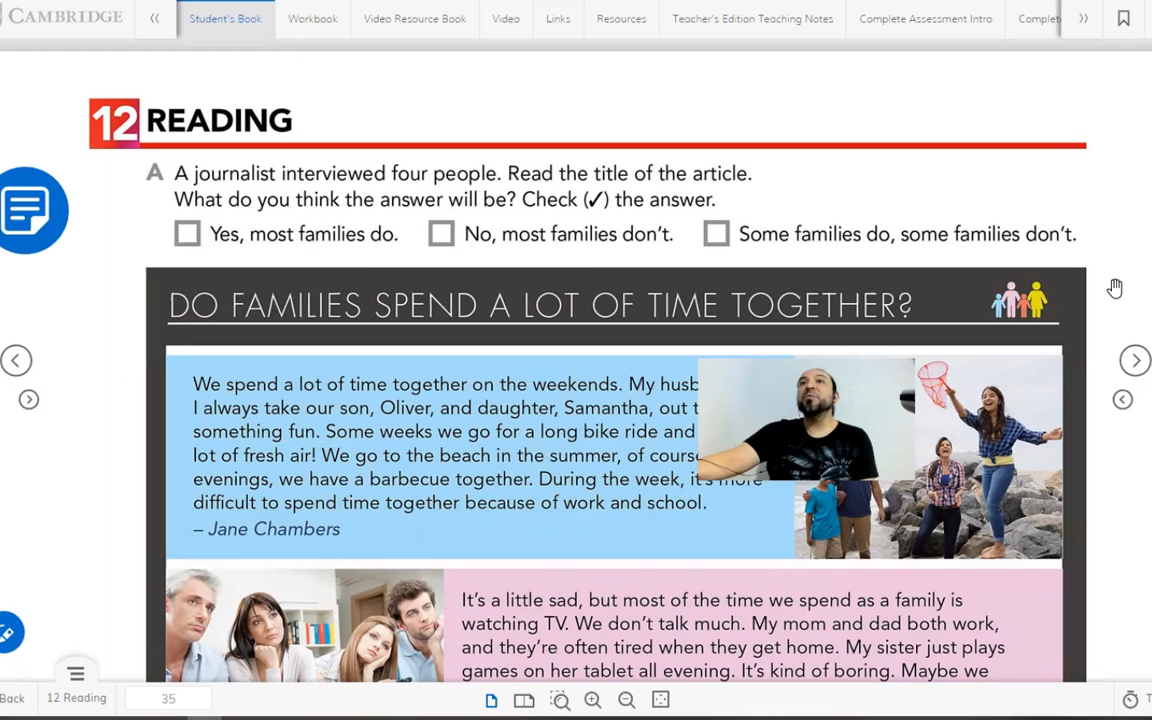 CAMBRIDGE
Student's Book
Workbook
Video Resource Book
Video
Links
Resources
Teacher's Edition Teaching Notes
Complete Assessment Intro
12 READING
A A journalist interviewed four people. Read the title of the article.
What do you think the answer will be? Check (✓) the answer.
Yes, most families do. No, most families don't. Some families do, some families don't.
DO FAMILIES SPEND A LOT OF TIME TOGETHER?
We spend a lot of time together on the weekends. My
I always take our son, Oliver, and daughter, Samantha, out
something fun. Some weeks we go for a long bike ride and
lot of fresh air! We go to the beach in the summer, of
evenings, we have a barbecue together. During the week, it's more
difficult to spend time together because of work and school.
– Jane Chambers
It's a little sad, but most of the time we spend as a family is
watching TV. We don't talk much. My mom and dad both work,
and they're often tired when they get home. My sister just plays
games on her tablet all evening. It's kind of boring. Maybe we
Back
12 Reading
35